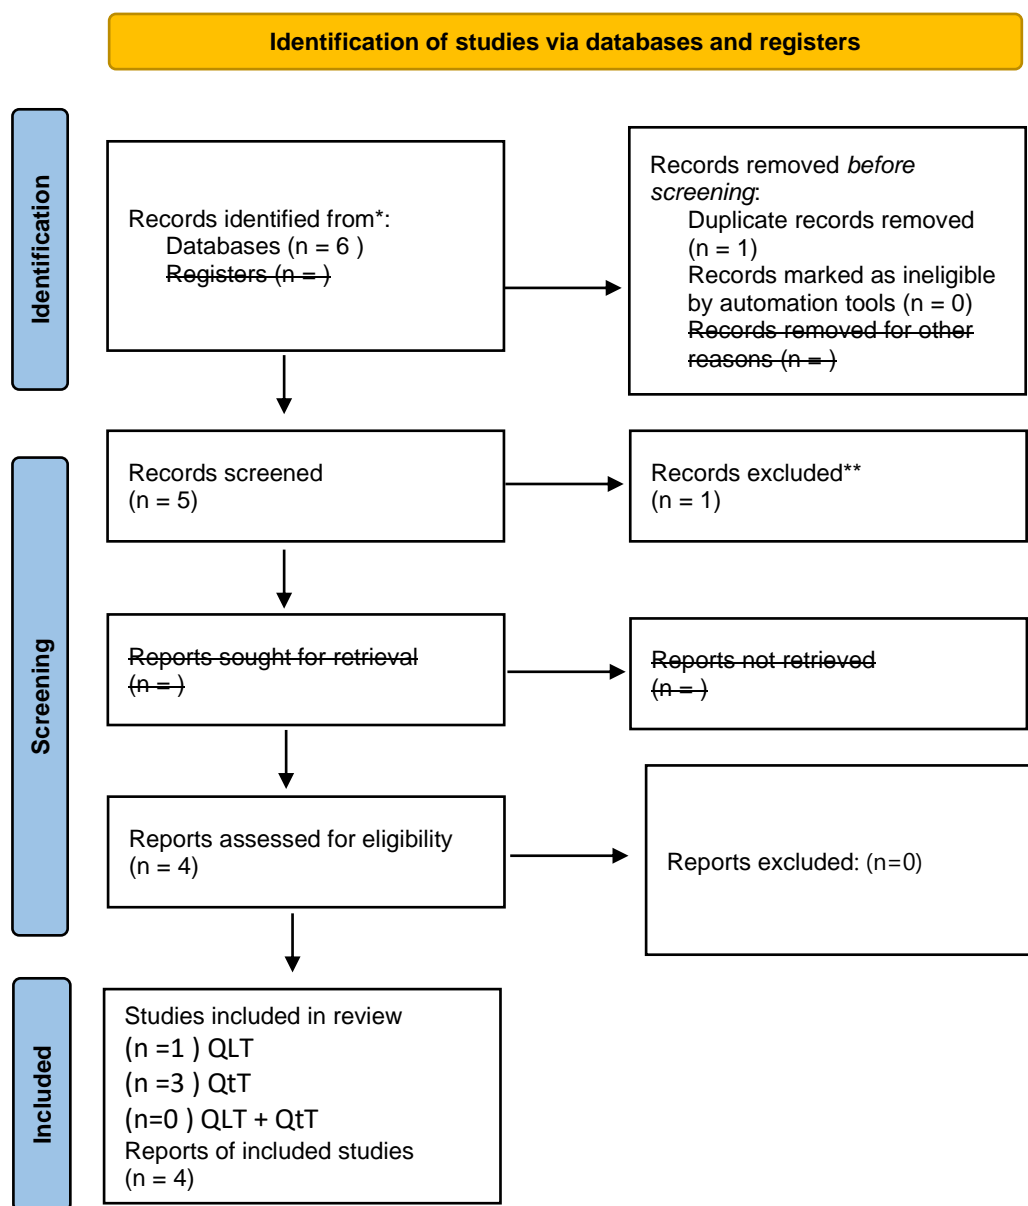 Identification of studies via databases and registers
Identification
Records identified from*:
Databases (n = 6 )
Registers (n = )
Records removed before
screening:
Duplicate records removed
(n = 1)
Records marked as ineligible
by automation tools (n = 0)
Records removed for other
reasons (n = )
Screening
Records screened
(n = 5)
Records excluded**
(n = 1)
Reports sought for retrieval
(n = )
Reports not retrieved
(n = )
Reports assessed for eligibility
(n = 4)
Reports excluded: (n=0)
Included
Studies included in review
(n =1 ) QLT
(n =3 ) QtT
(n=0 ) QLT + QtT
Reports of included studies
(n = 4)